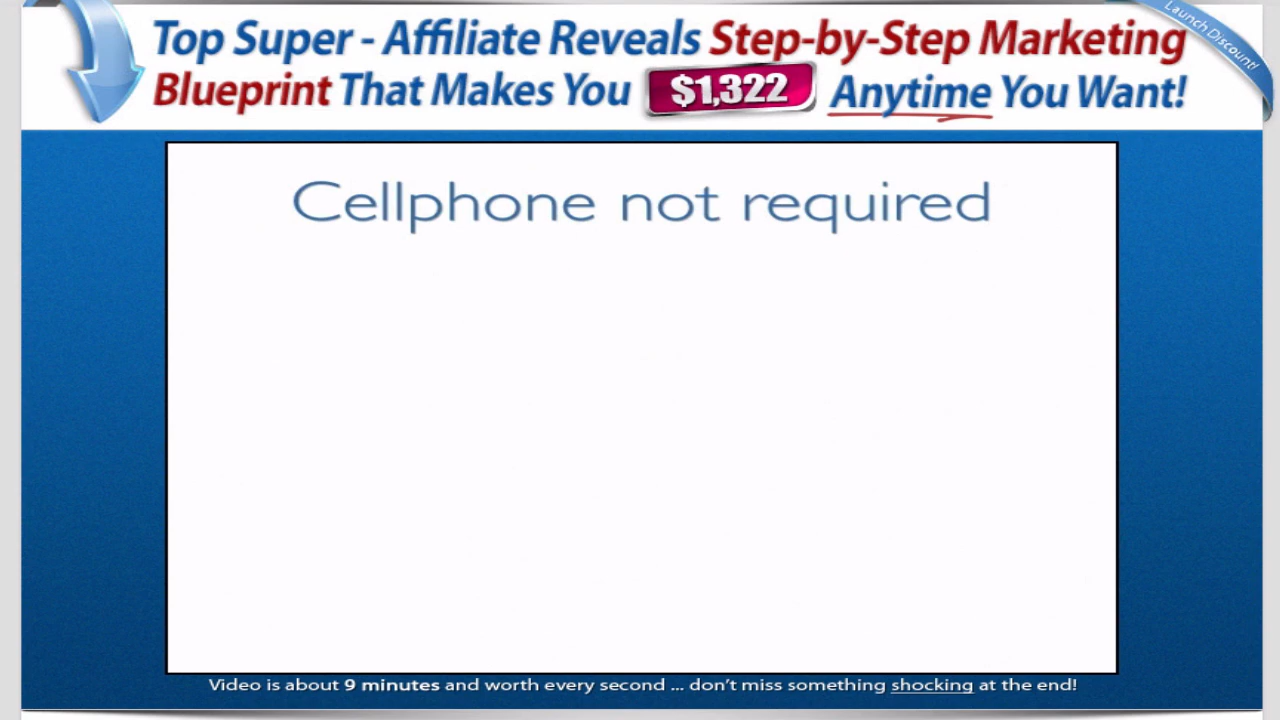 Launch Discount!
Top Super - Affiliate Reveals Step-by-Step Marketing
Blueprint That Makes You $1,322 Anytime You Want!
Cellphone not required
Video is about 9 minutes and worth every second ... don't miss something shocking at the end!